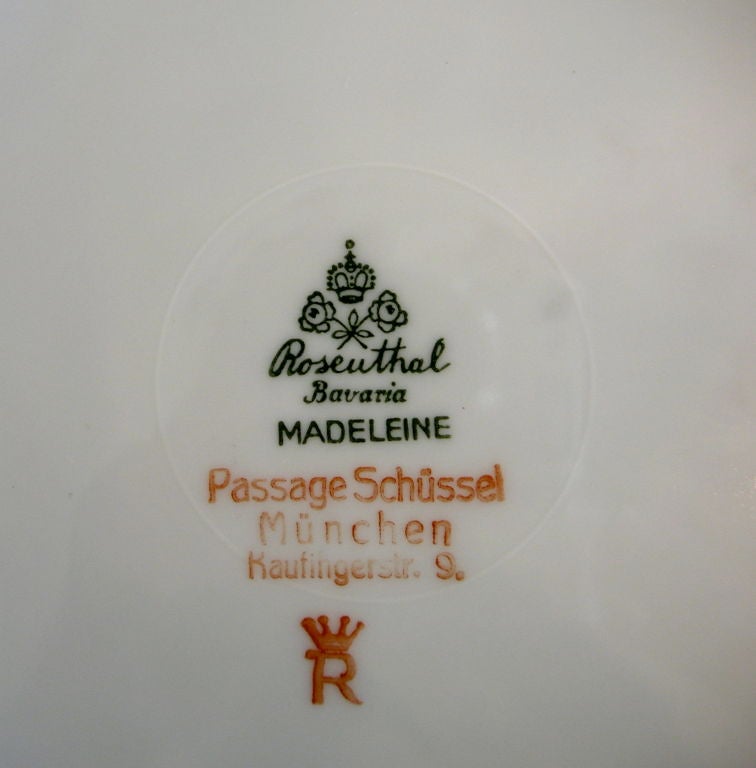 Rosenthal
Bavaria
MADELEINE
Passage Schüssel
München
Kaufingerstr. 9.
R